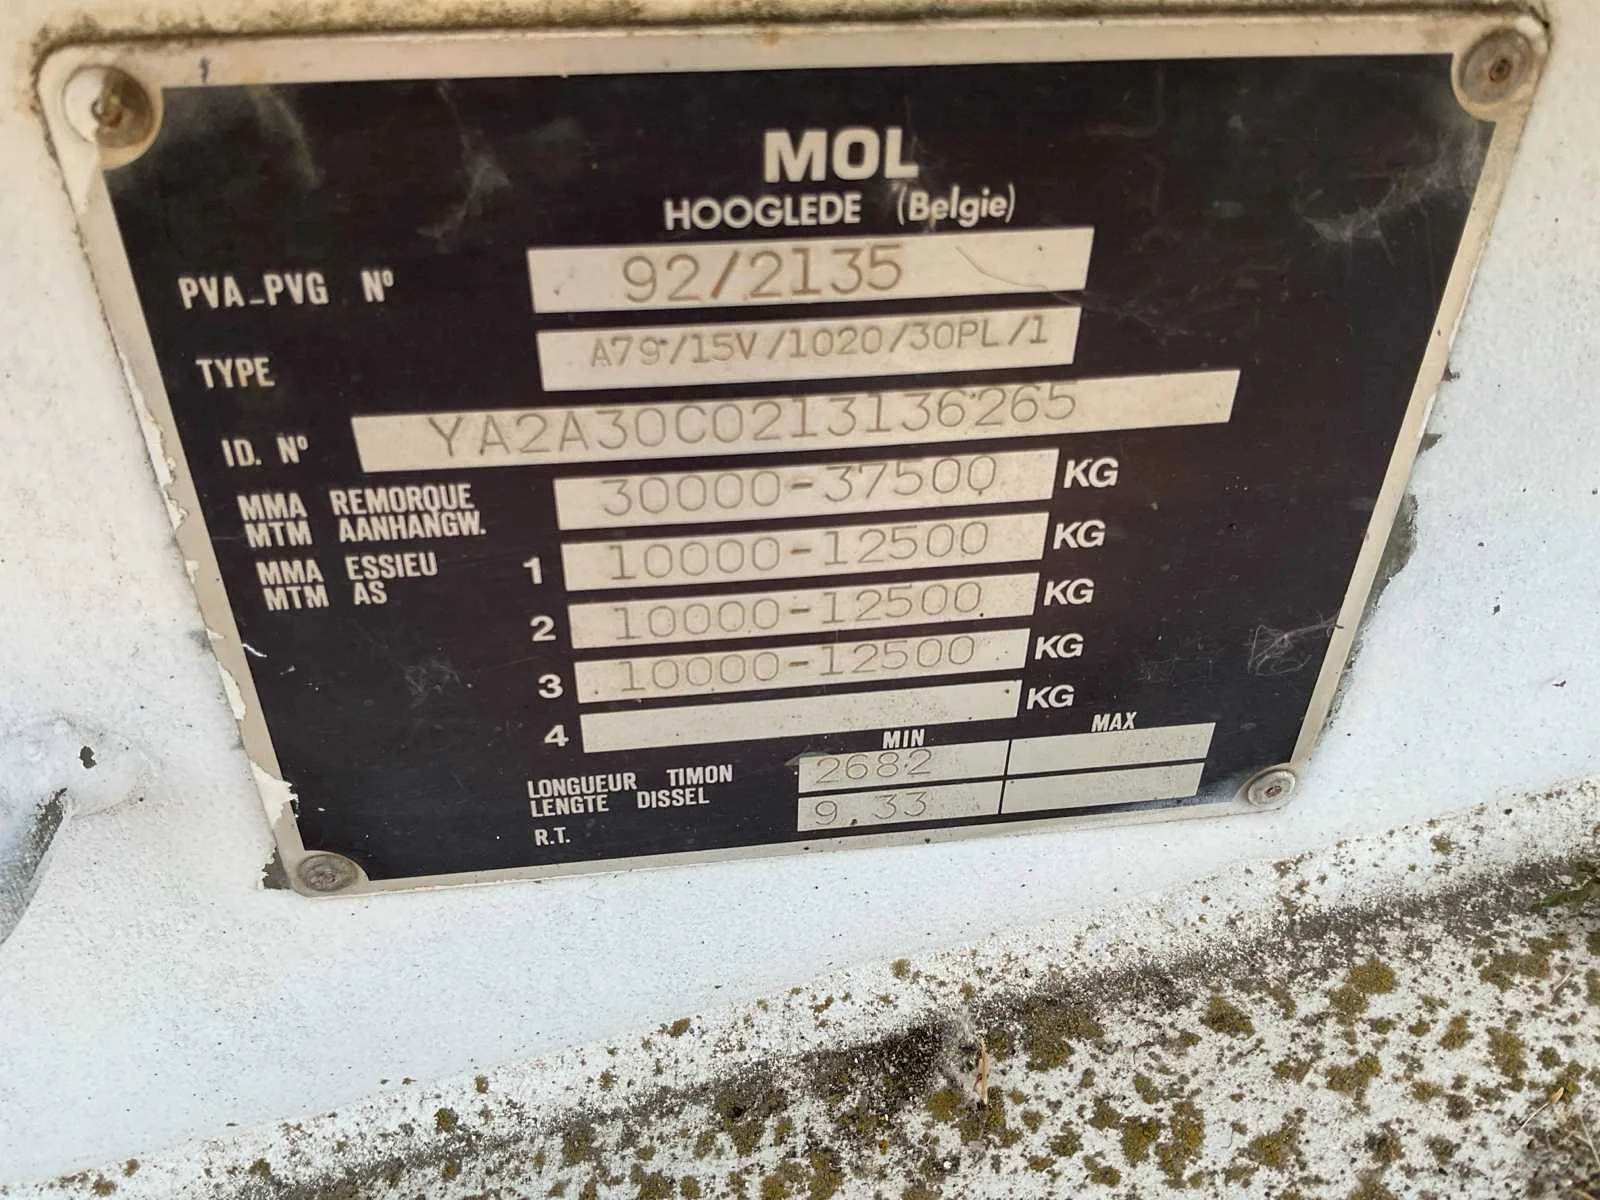 MOL
HOOGLEDE (Belgie)
PVA_PVG Nº 92/2135
TYPE A79/15V/1020/30PL/1
ID. Nº YA2A30C0213136265
MMA REMORQUE
MTM AANHANGW. 30000-37500 KG
MMA ESSIEU
MTM AS
1 10000-12500 KG
2 10000-12500 KG
3 10000-12500 KG
4 KG
MIN MAX
LONGUEUR TIMON
LENGTE DISSEL 2682
R.T. 9.33